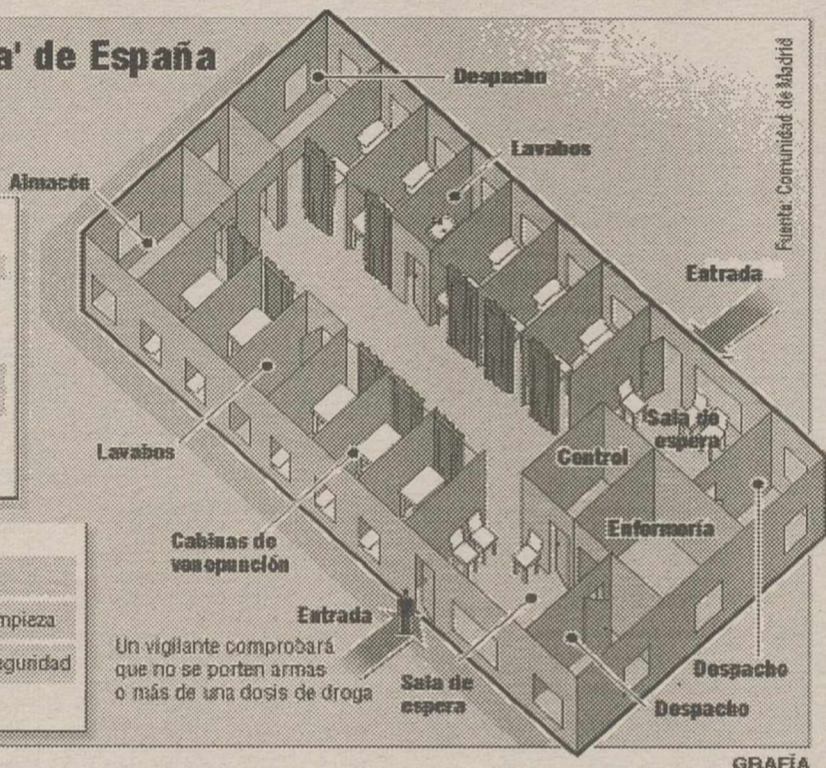 a' de España
Despacho
Lavabos
Almacén
Fuente: Comunidad de Madrid
Entrada
Sala de
espera
Control
Enfermería
Lavabos
Cabinas de
venopunción
Entrada
Un vigilante comprobará
que no se porten armas
o más de una dosis de droga
Sala de
espera
Despacho
Despacho
mpieza
eguridad
GRAFÍA